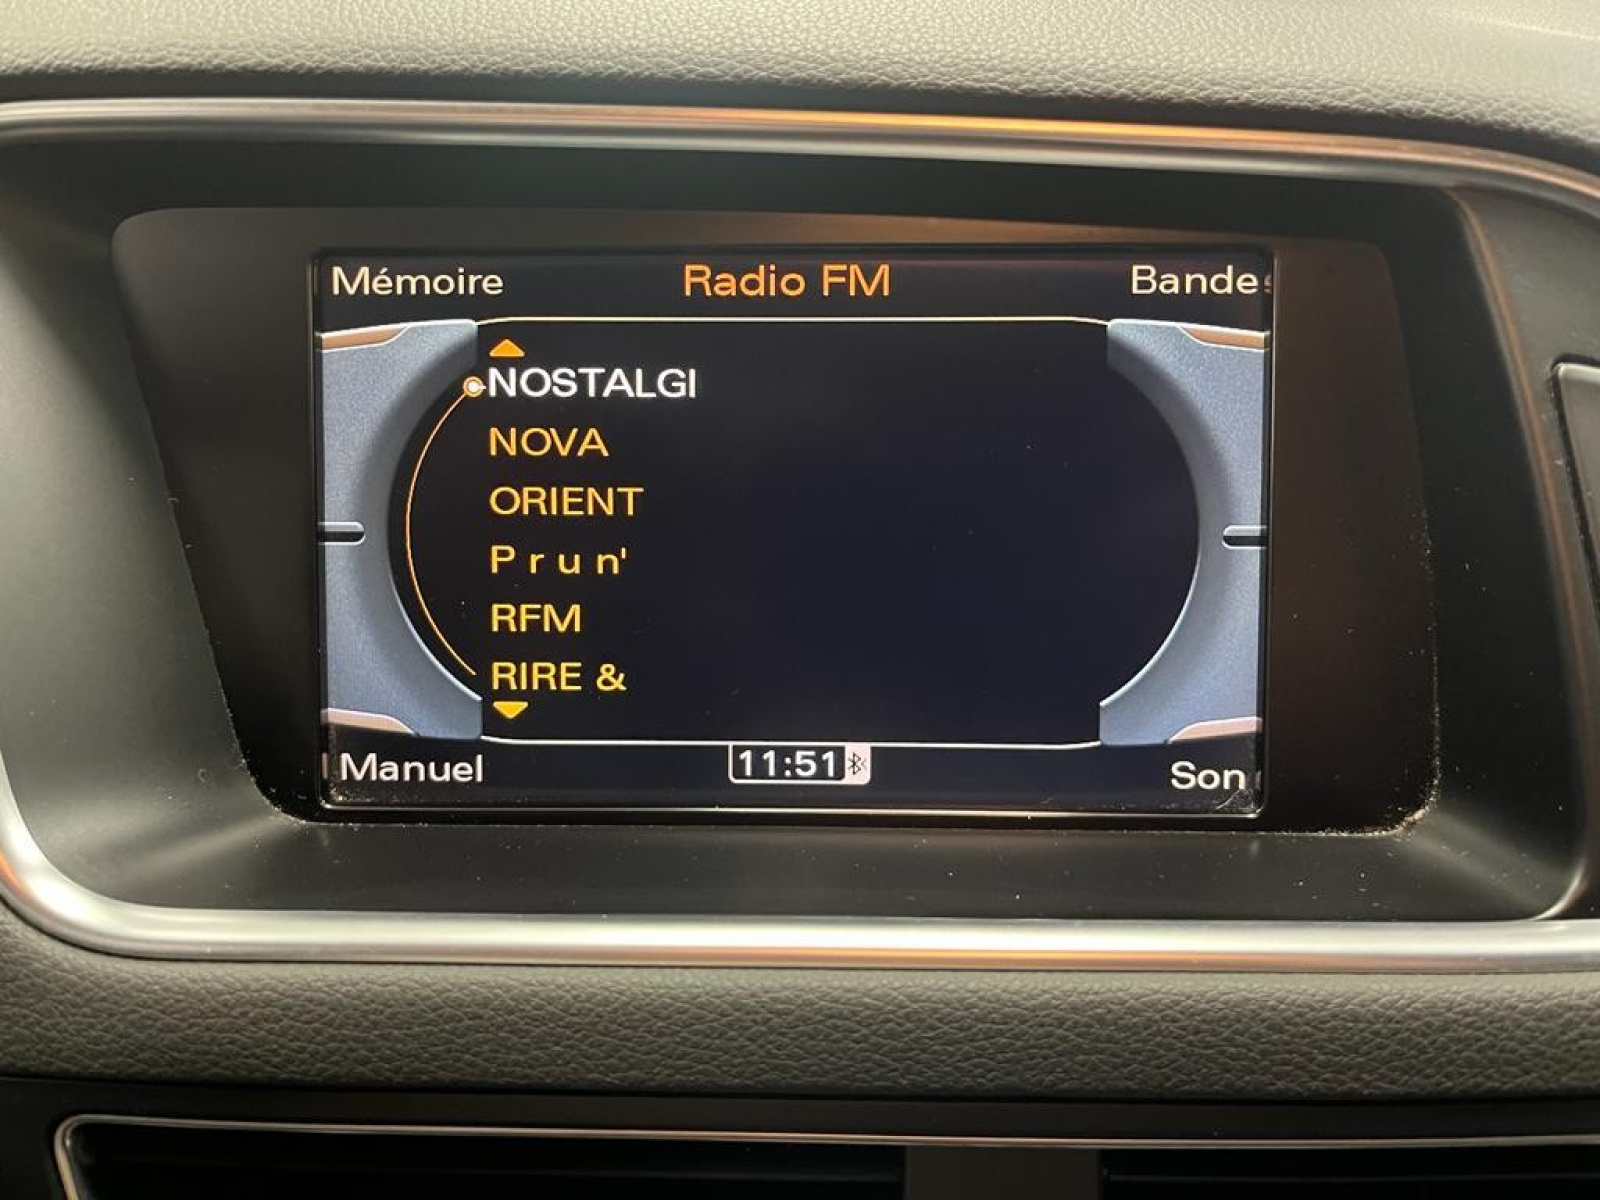 Mémoire Radio FM Bande
NOSTALGI
NOVA
ORIENT
P r u n'
RFM
RIRE &
Manuel 11:51 Son